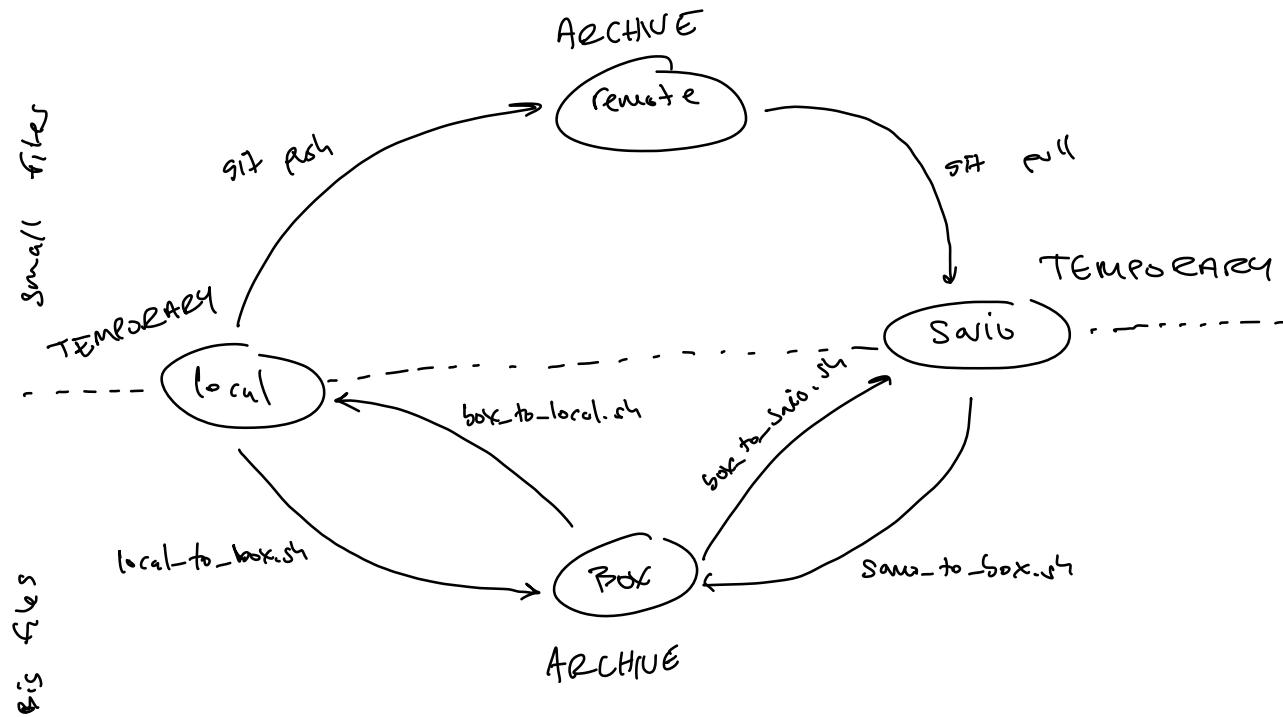 ARCHIVE
remote
small files
git push
git pull
TEMPORARY
TEMPORARY
Savio
local
box_to_local.sh
box_to_savio.sh
local_to_box.sh
Box
savio_to_box.sh
Big files
ARCHIVE